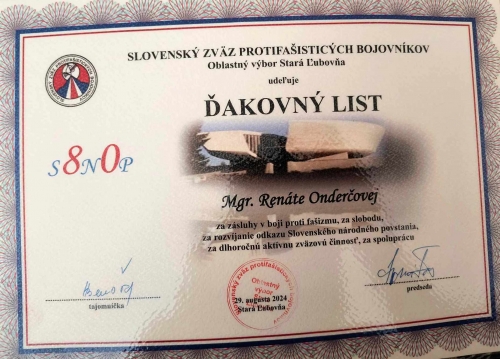 SLOVENSKÝ ZVÄZ PROTIFAŠISTICÝCH BOJOVNÍKOV
Oblastný výbor Stará Ľubovňa
udeľuje
ĎAKOVNÝ LIST
S8N0P
Mgr. Renáte Onderčovej
za zásluhy v boji proti fašizmu, za slobodu,
za rozvíjanie odkazu Slovenského národného povstania,
za dlhoročnú aktívnu zväzovú činnosť, za spoluprácu
Oblastný
výbor
29. augusta 2024
Stará Ľubovňa
tajomníčka
predseda